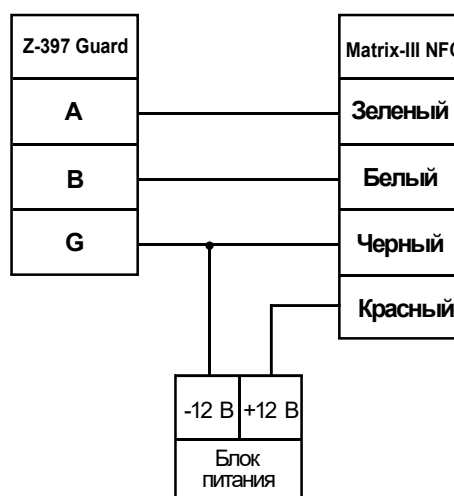 Z-397 Guard
A
B
G
Matrix-III NFC
Зеленый
Белый
Черный
Красный
-12 В
+12 В
Блок
питания